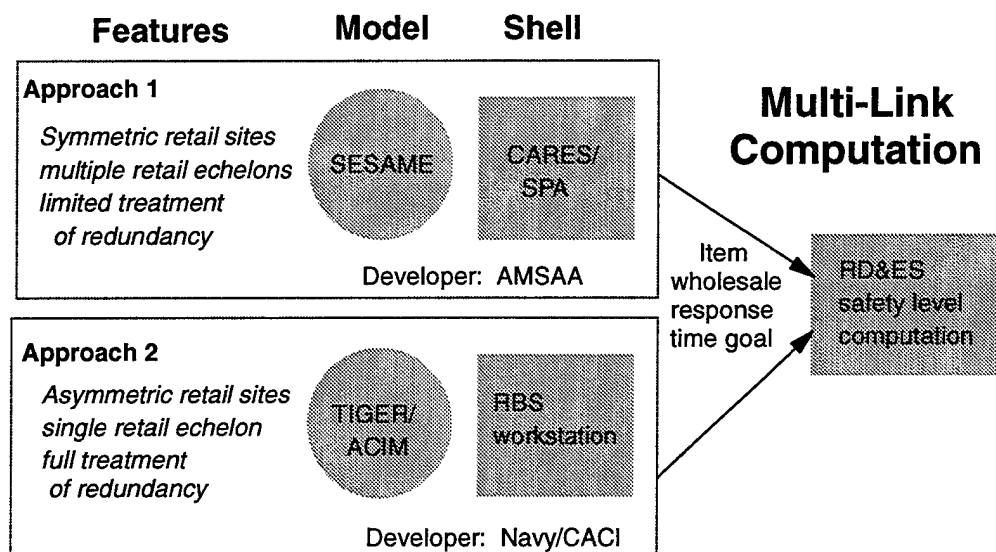 Features
Model
Shell
Approach 1
Symmetric retail sites
multiple retail echelons
limited treatment
of redundancy
SESAME
CARES/
SPA
Developer: AMSAA
Approach 2
Asymmetric retail sites
single retail echelon
full treatment
of redundancy
TIGER/
ACIM
RBS
workstation
Developer: Navy/CACI
Multi-Link
Computation
Item
wholesale
response
time goal
RD&ES
safety level
computation